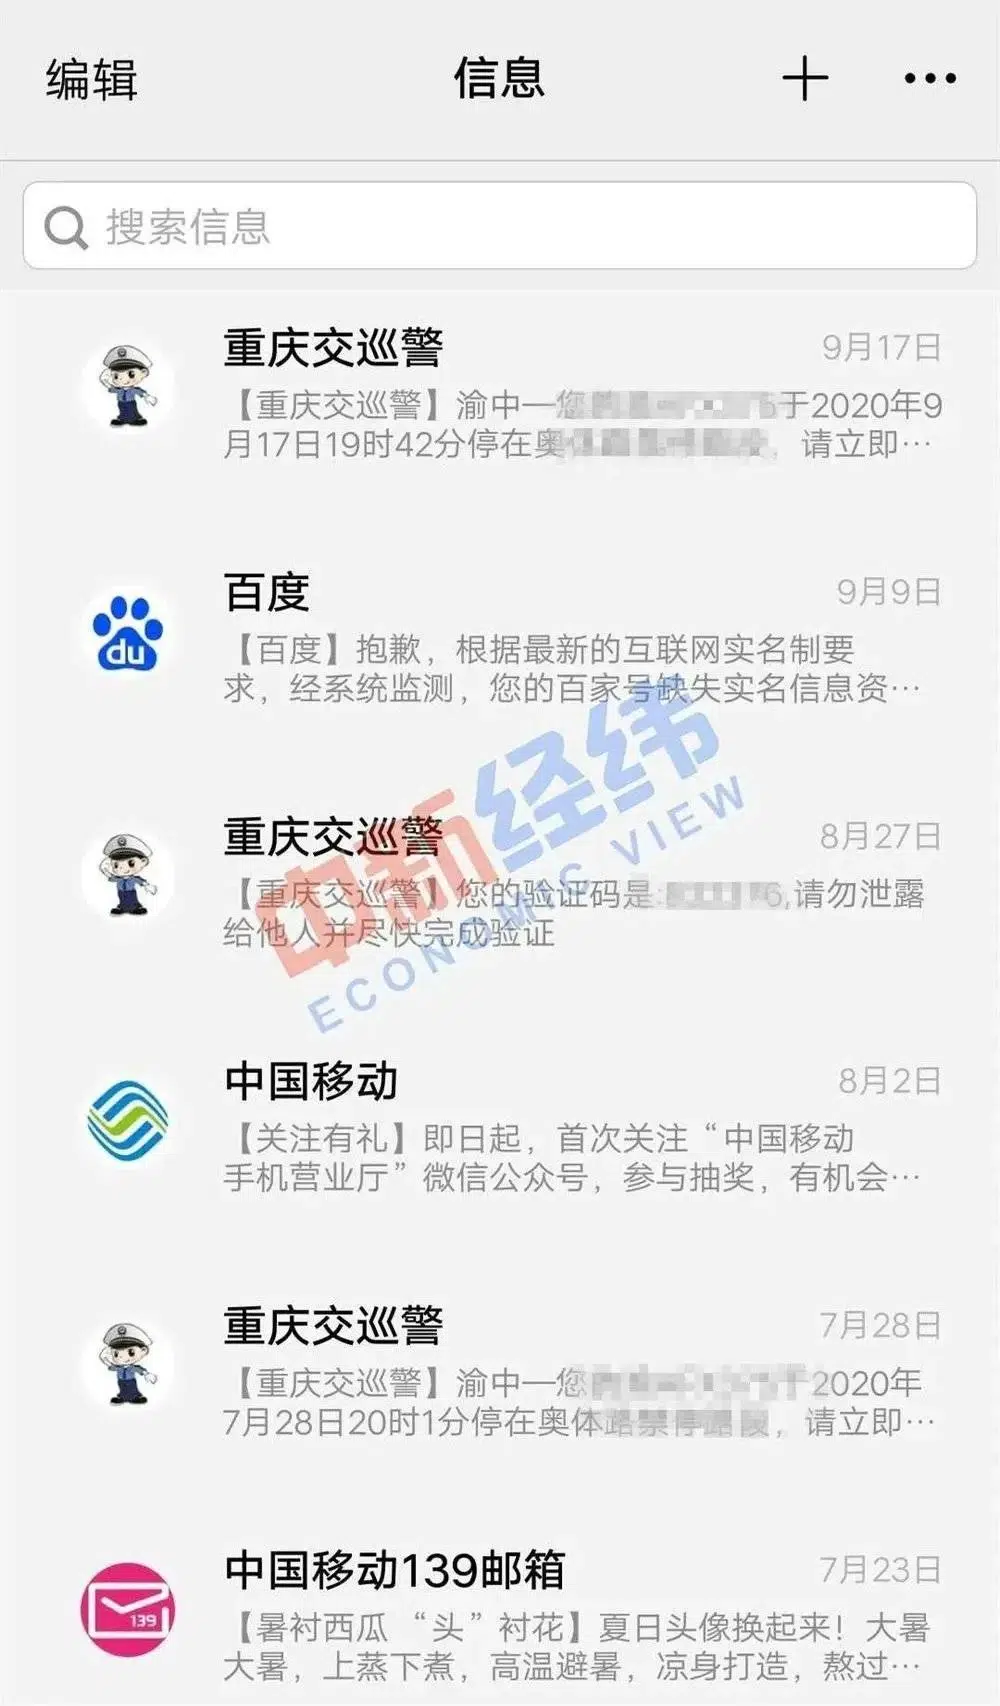 编辑
信息
搜索信息
重庆交巡警
9月17日
【重庆交巡警】渝中—您 于2020年9
月17日19时42分停在奥 ，请立即…
du
百度
9月9日
【百度】抱歉，根据最新的互联网实名制要
求，经系统监测，您的百家号缺失实名信息资…
重庆交巡警
8月27日
【重庆交巡警】您的验证码是 6,请勿泄露
给他人并尽快完成验证
中新经纬
ECONOMIC VIEW
中国移动
8月2日
【关注有礼】即日起，首次关注“中国移动
手机营业厅”微信公众号，参与抽奖，有机会…
重庆交巡警
7月28日
【重庆交巡警】渝中—您 于2020年
7月28日20时1分停在奥体路禁停路段，请立即…
139
中国移动139邮箱
7月23日
【暑衬西瓜 “头”衬花】夏日头像换起来！大暑
大暑，上蒸下煮，高温避暑，凉身打造，熬过…